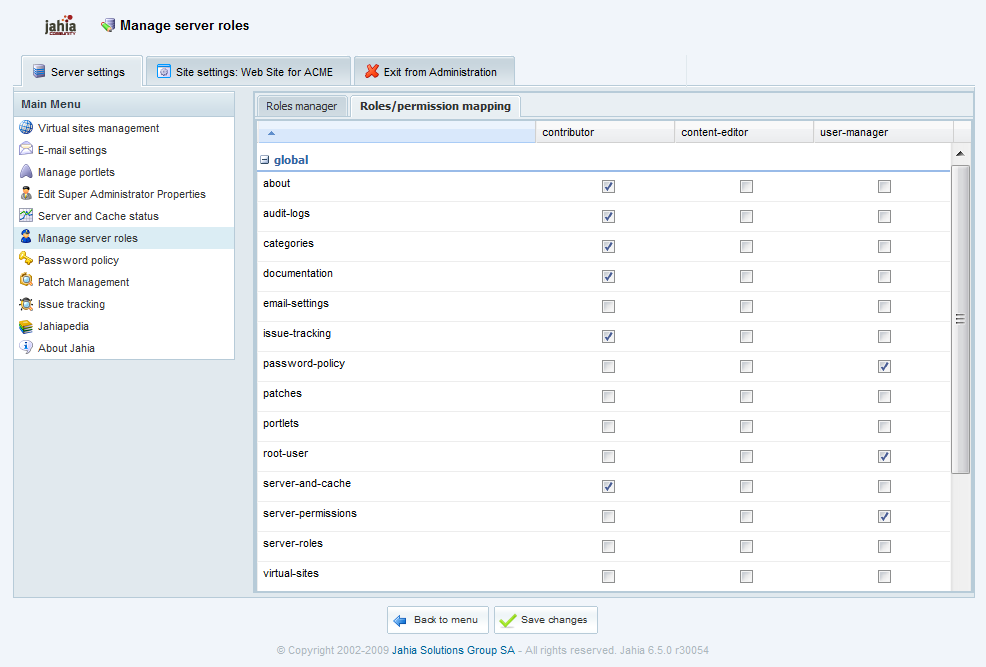 jahia
COMMUNITY
Manage server roles
Server settings
Site settings: Web Site for ACME
Exit from Administration
Main Menu
Virtual sites management
E-mail settings
Manage portlets
Edit Super Administrator Properties
Server and Cache status
Manage server roles
Password policy
Patch Management
Issue tracking
Jahiapedia
About Jahia
Roles manager
Roles/permission mapping
contributor content-editor user-manager
global
about
audit-logs
categories
documentation
email-settings
issue-tracking
password-policy
patches
portlets
root-user
server-and-cache
server-permissions
server-roles
virtual-sites
Back to menu
Save changes
© Copyright 2002-2009 Jahia Solutions Group SA - All rights reserved. Jahia 6.5.0 r30054